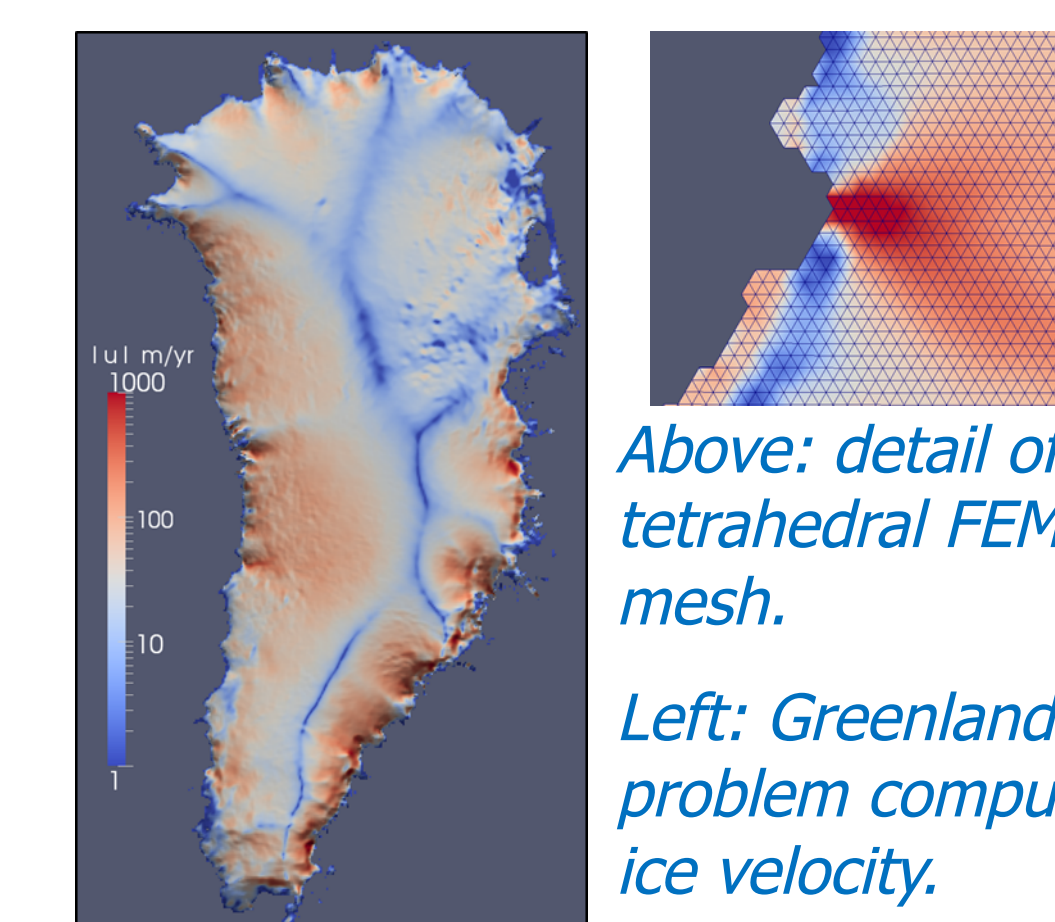 |u| m/yr
1000
100
10
1
Above: detail of
tetrahedral FEM
mesh.
Left: Greenland
problem compu
ice velocity.